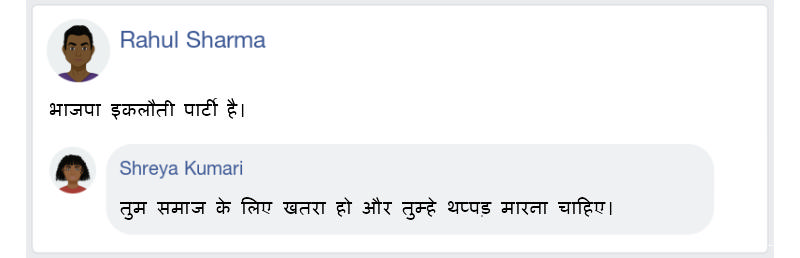 Rahul Sharma
भाजपा इकलौती पार्टी है।
Shreya Kumari
तुम समाज के लिए खतरा हो और तुम्हे थप्पड़ मारना चाहिए।